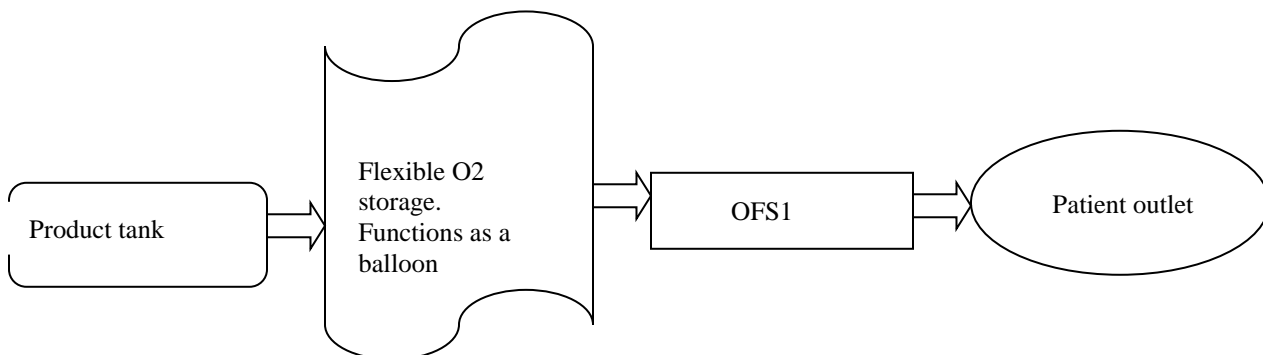 Product tank
Flexible O2
storage.
Functions as a
balloon
OFS1
Patient outlet